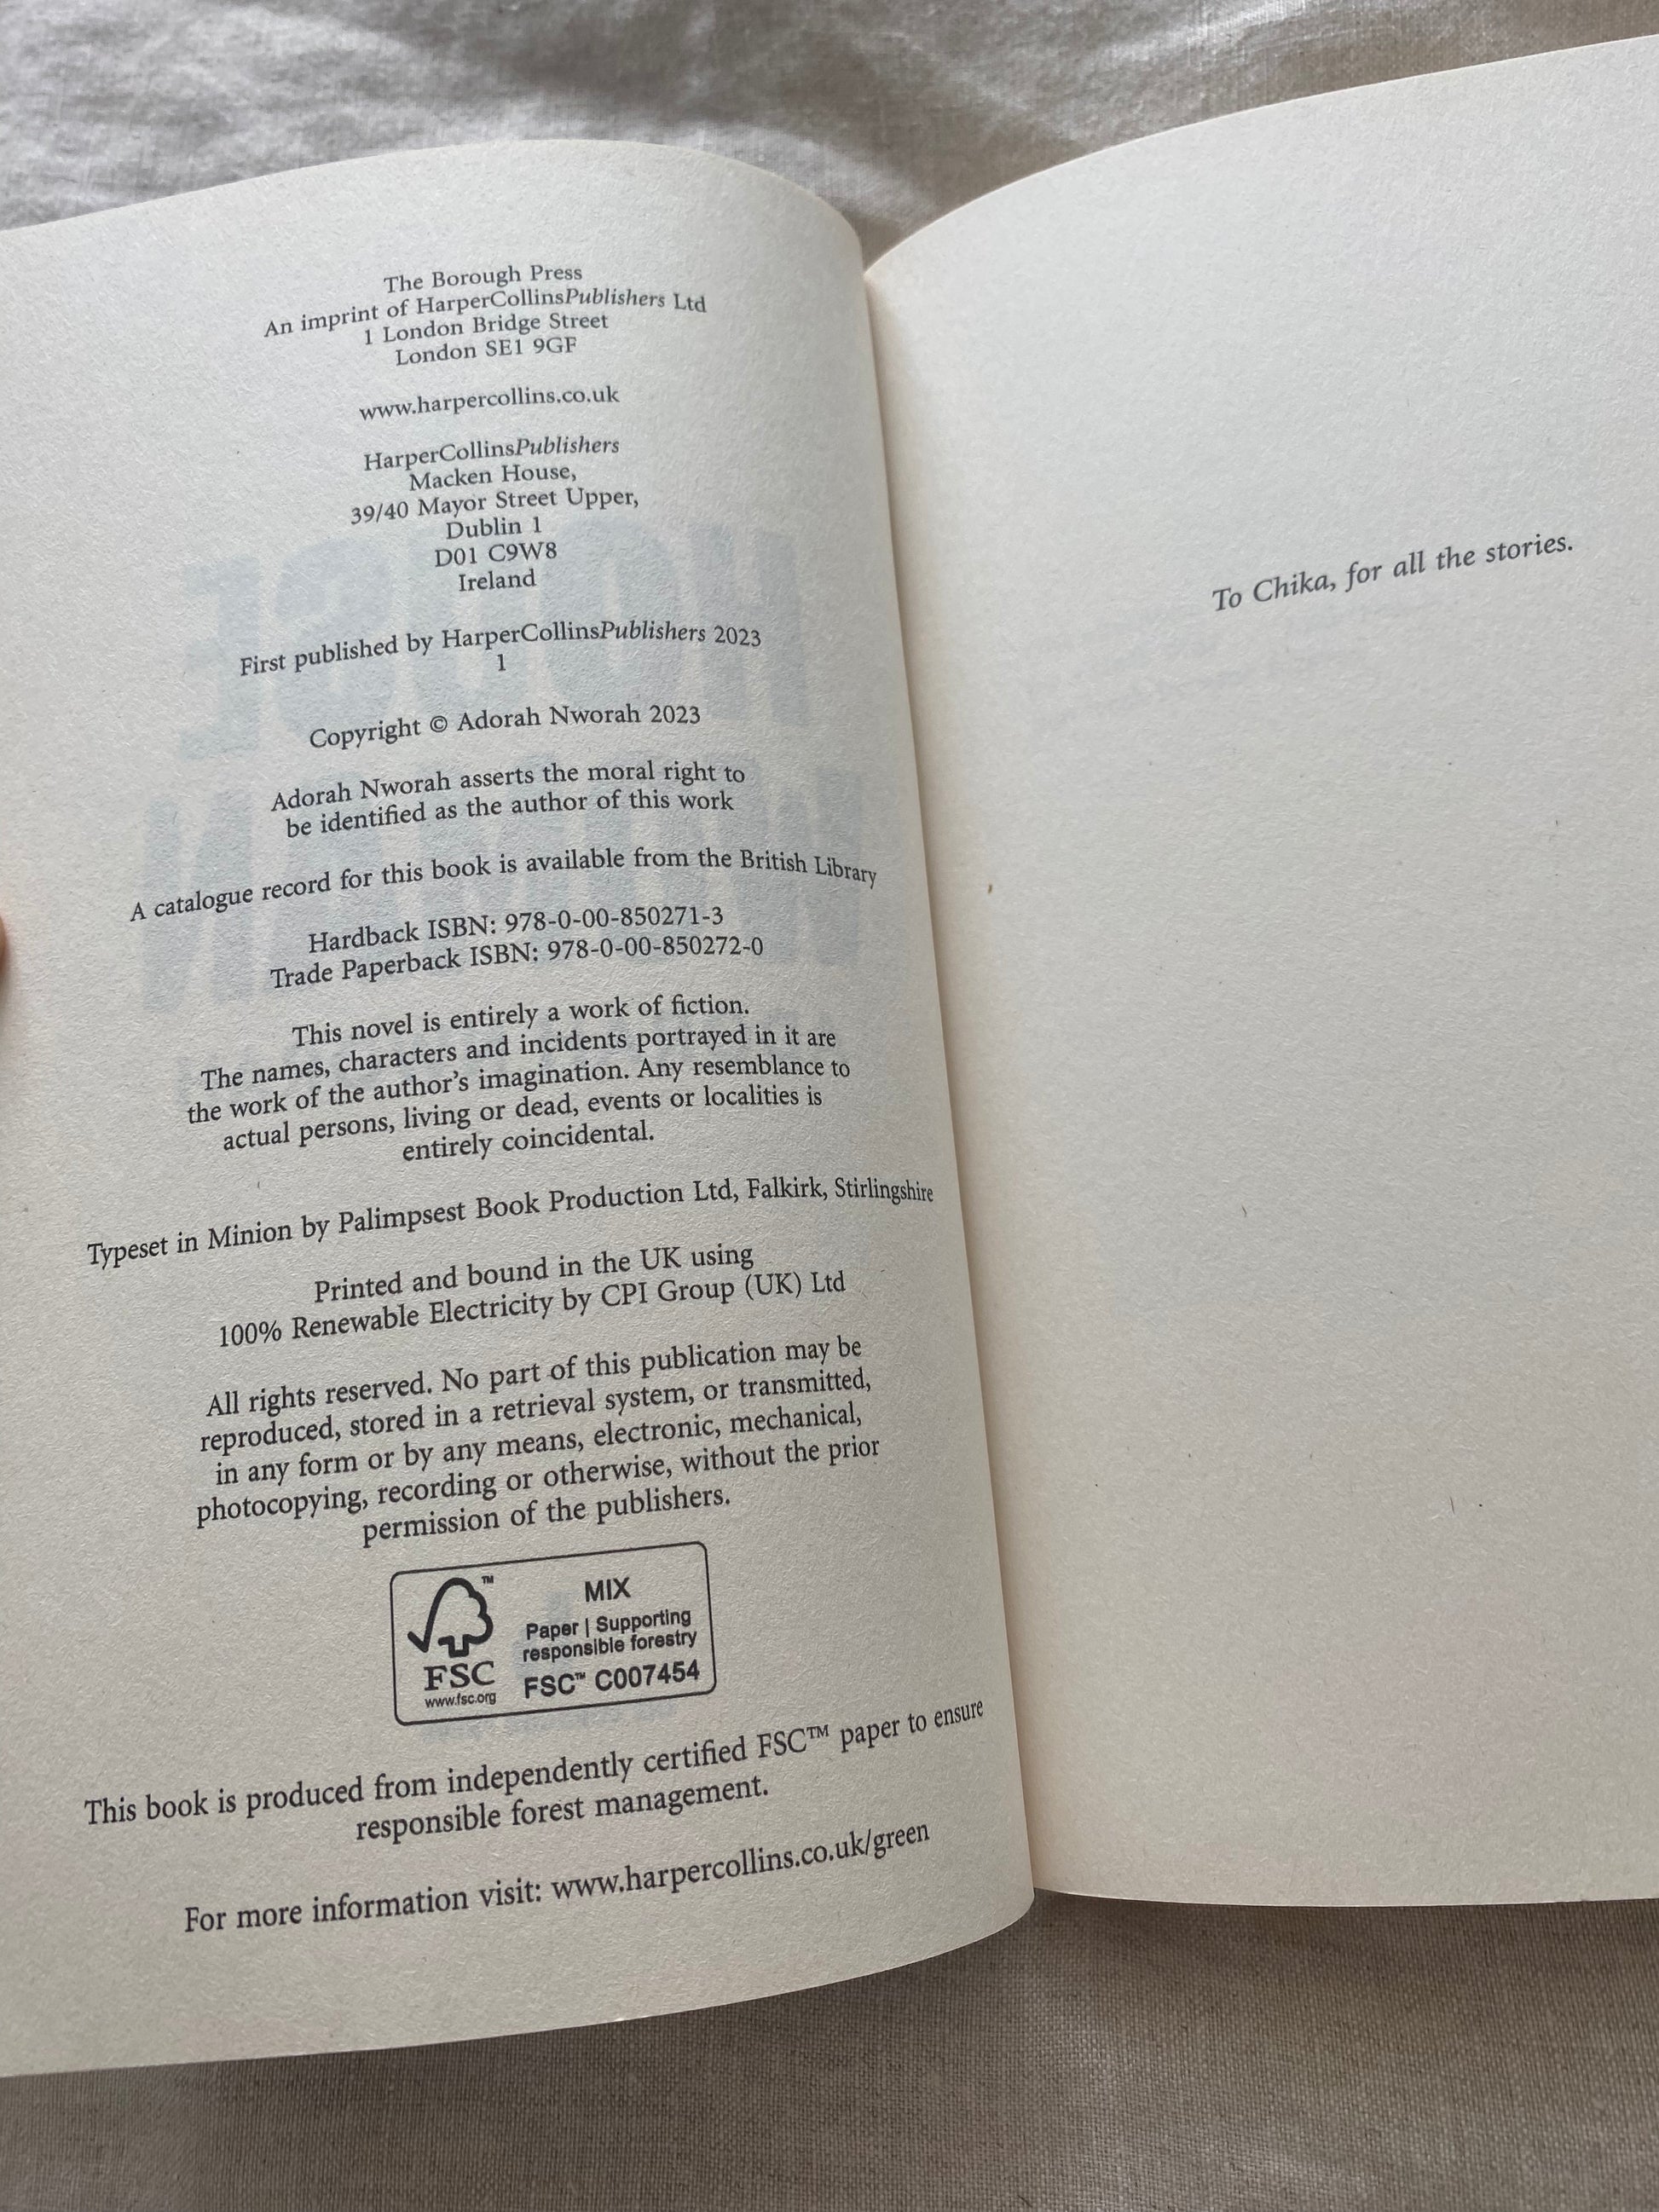 The Borough Press
An imprint of HarperCollinsPublishers Ltd
1 London Bridge Street
London SE1 9GF
www.harpercollins.co.uk
HarperCollinsPublishers
Macken House,
39/40 Mayor Street Upper,
Dublin 1
D01 C9W8
Ireland
First published by HarperCollinsPublishers 2023
1
Copyright © Adorah Nworah 2023
Adorah Nworah asserts the moral right to
be identified as the author of this work
A catalogue record for this book is available from the British Library
Hardback ISBN: 978-0-00-850271-3
Trade Paperback ISBN: 978-0-00-850272-0
This novel is entirely a work of fiction.
The names, characters and incidents portrayed in it are
the work of the author's imagination. Any resemblance to
actual persons, living or dead, events or localities is
entirely coincidental.
Typeset in Minion by Palimpsest Book Production Ltd, Falkirk, Stirlingshire
Printed and bound in the UK using
100% Renewable Electricity by CPI Group (UK) Ltd
All rights reserved. No part of this publication may be
reproduced, stored in a retrieval system, or transmitted,
in any form or by any means, electronic, mechanical,
photocopying, recording or otherwise, without the prior
permission of the publishers.
™
FSC
www.fsc.org
MIX
Paper | Supporting
responsible forestry
FSC™ C007454
This book is produced from independently certified FSC™ paper to ensure
responsible forest management.
For more information visit: www.harpercollins.co.uk/green
To Chika, for all the stories.